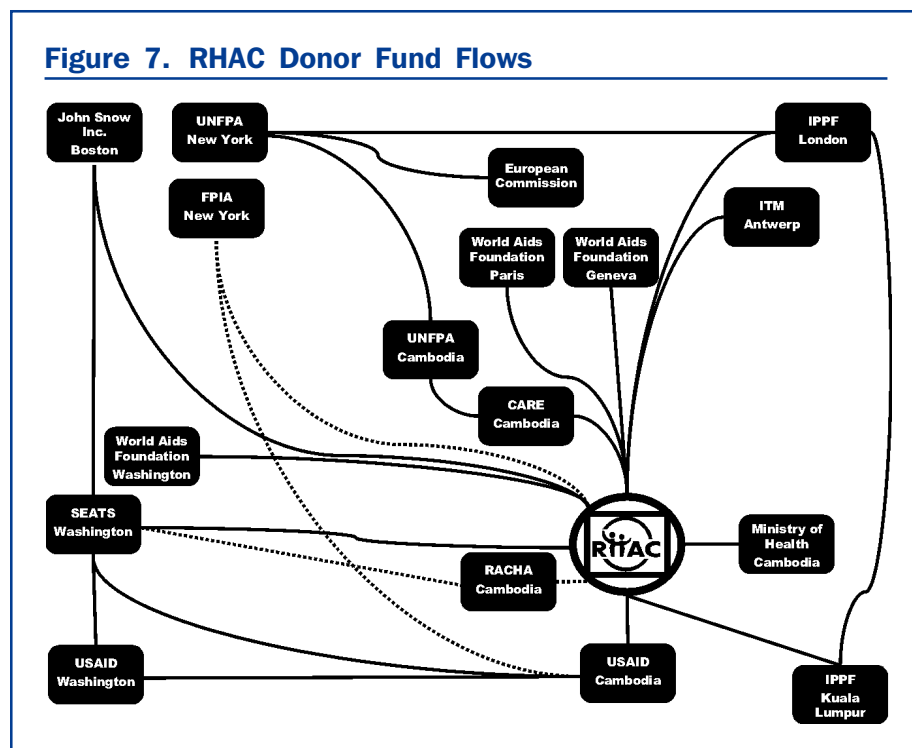 Figure 7. RHAC Donor Fund Flows
John Snow
Inc.
Boston
UNFPA
New York
IPPF
London
European
Commission
FPIA
New York
ITM
Antwerp
World Aids
Foundation
Paris
World Aids
Foundation
Geneva
UNFPA
Cambodia
CARE
Cambodia
World Aids
Foundation
Washington
SEATS
Washington
RHAC
Ministry of
Health
Cambodia
RACHA
Cambodia
USAID
Washington
USAID
Cambodia
IPPF
Kuala
Lumpur